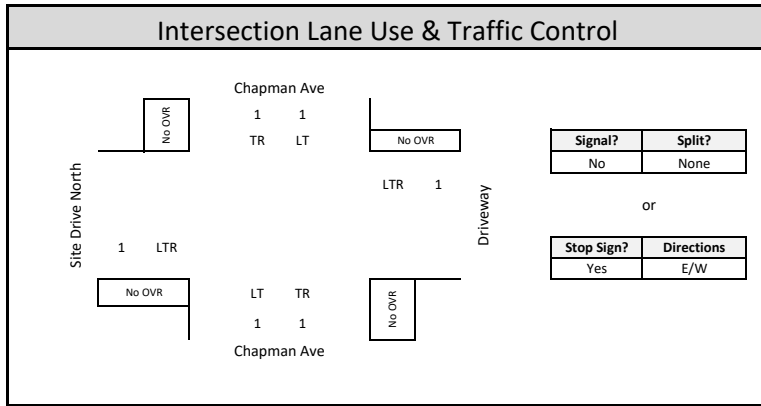 Intersection Lane Use & Traffic Control
Chapman Ave
1 1
TR LT
No OVR
No OVR
Signal? Split?
No None
or
Stop Sign? Directions
Yes E/W
Site Drive North
LTR 1
Driveway
1 LTR
No OVR
LT TR
1 1
No OVR
Chapman Ave